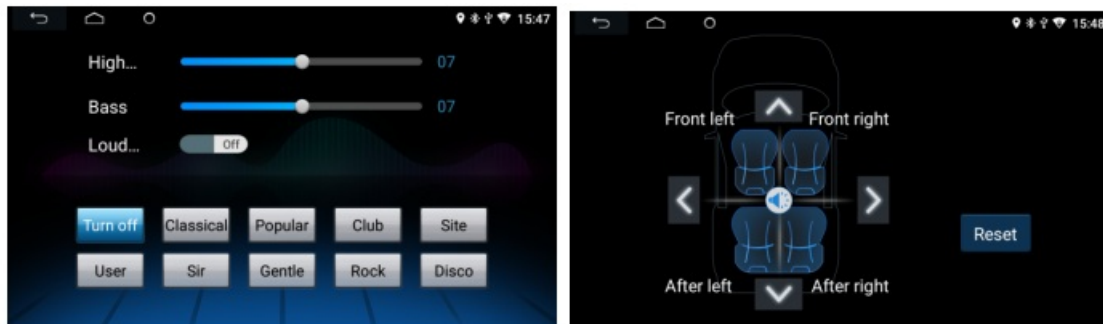 15:47
High... 07
Bass 07
Loud... Off
Turn off Classical Popular Club Site
User Sir Gentle Rock Disco
15:48
Front left Front right
Reset
After left After right